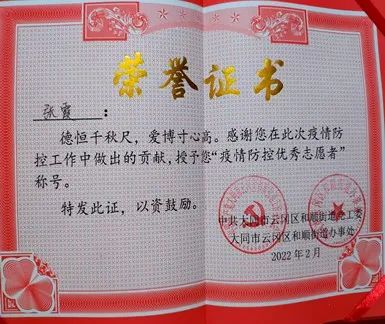 荣誉证书
张霞：
德恒千秋尺，爱博寸心高。感谢您在此次疫情防
控工作中做出的贡献，授予您“疫情防控优秀志愿者”
称号。
特发此证，以资鼓励。
中共大同市云冈区和顺街道党工委
大同市云冈区和顺街道办事处
2022年2月